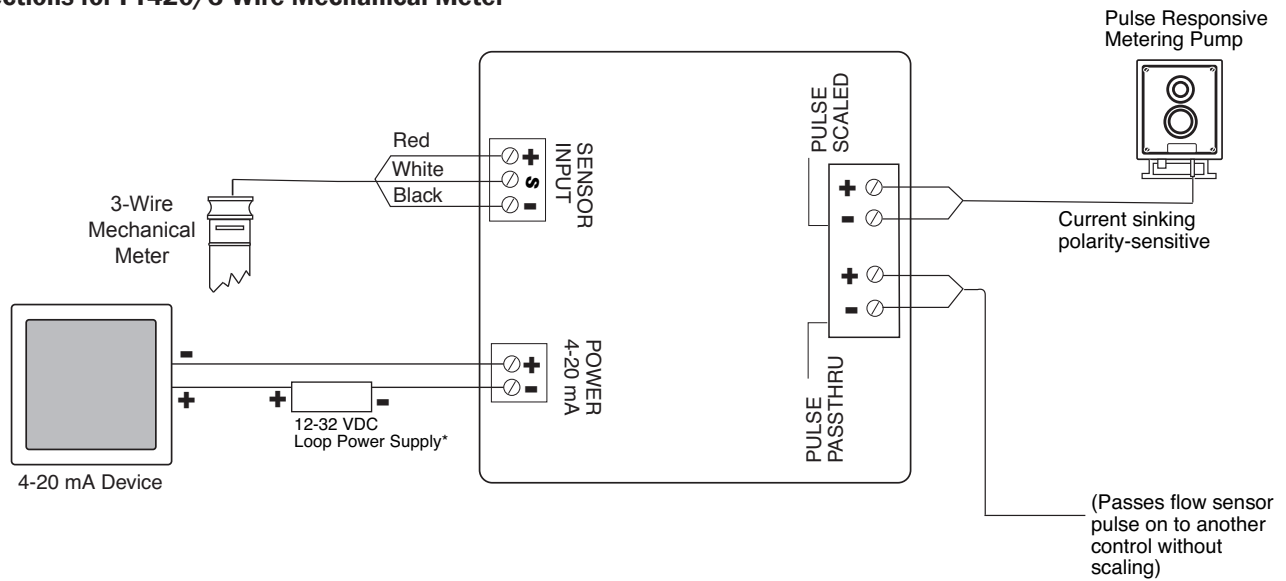 Pulse Responsive
Metering Pump
Red
White
Black
+
s
-
SENSOR
INPUT
PULSE
SCALED
+
-
+
-
PULSE
PASSTHRU
3-Wire
Mechanical
Meter
Current sinking
polarity-sensitive
-
+
+
-
12-32 VDC
Loop Power Supply*
+
-
POWER
4-20 mA
4-20 mA Device
(Passes flow sensor
pulse on to another
control without
scaling)